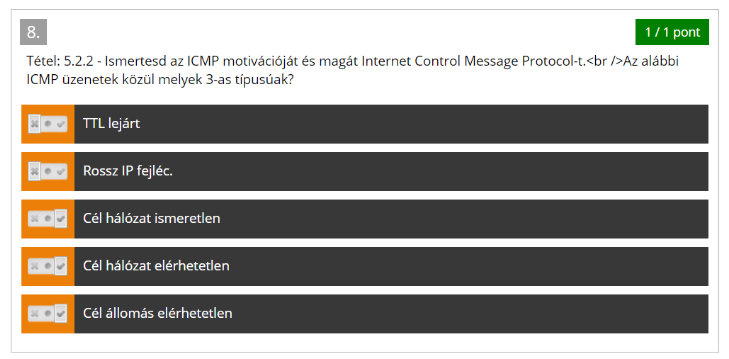 8.
1 / 1 pont
Tétel: 5.2.2 - Ismertesd az ICMP motivációját és magát Internet Control Message Protocol-t.<br />Az alábbi
ICMP üzenetek közül melyek 3-as típusúak?
TTL lejárt
Rossz IP fejléc.
Cél hálózat ismeretlen
Cél hálózat elérhetetlen
Cél állomás elérhetetlen